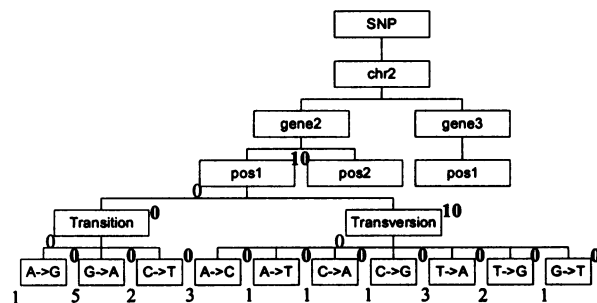 SNP
chr2
gene2 gene3
pos1 10 pos2 pos1
0
Transition 0 Transversion 10
0 0
0 0 0 0 0 0 0 0 0 0
A->G G->A C->T A->C A->T C->A C->G T->A T->G G->T
1 5 2 3 1 1 1 3 2 1